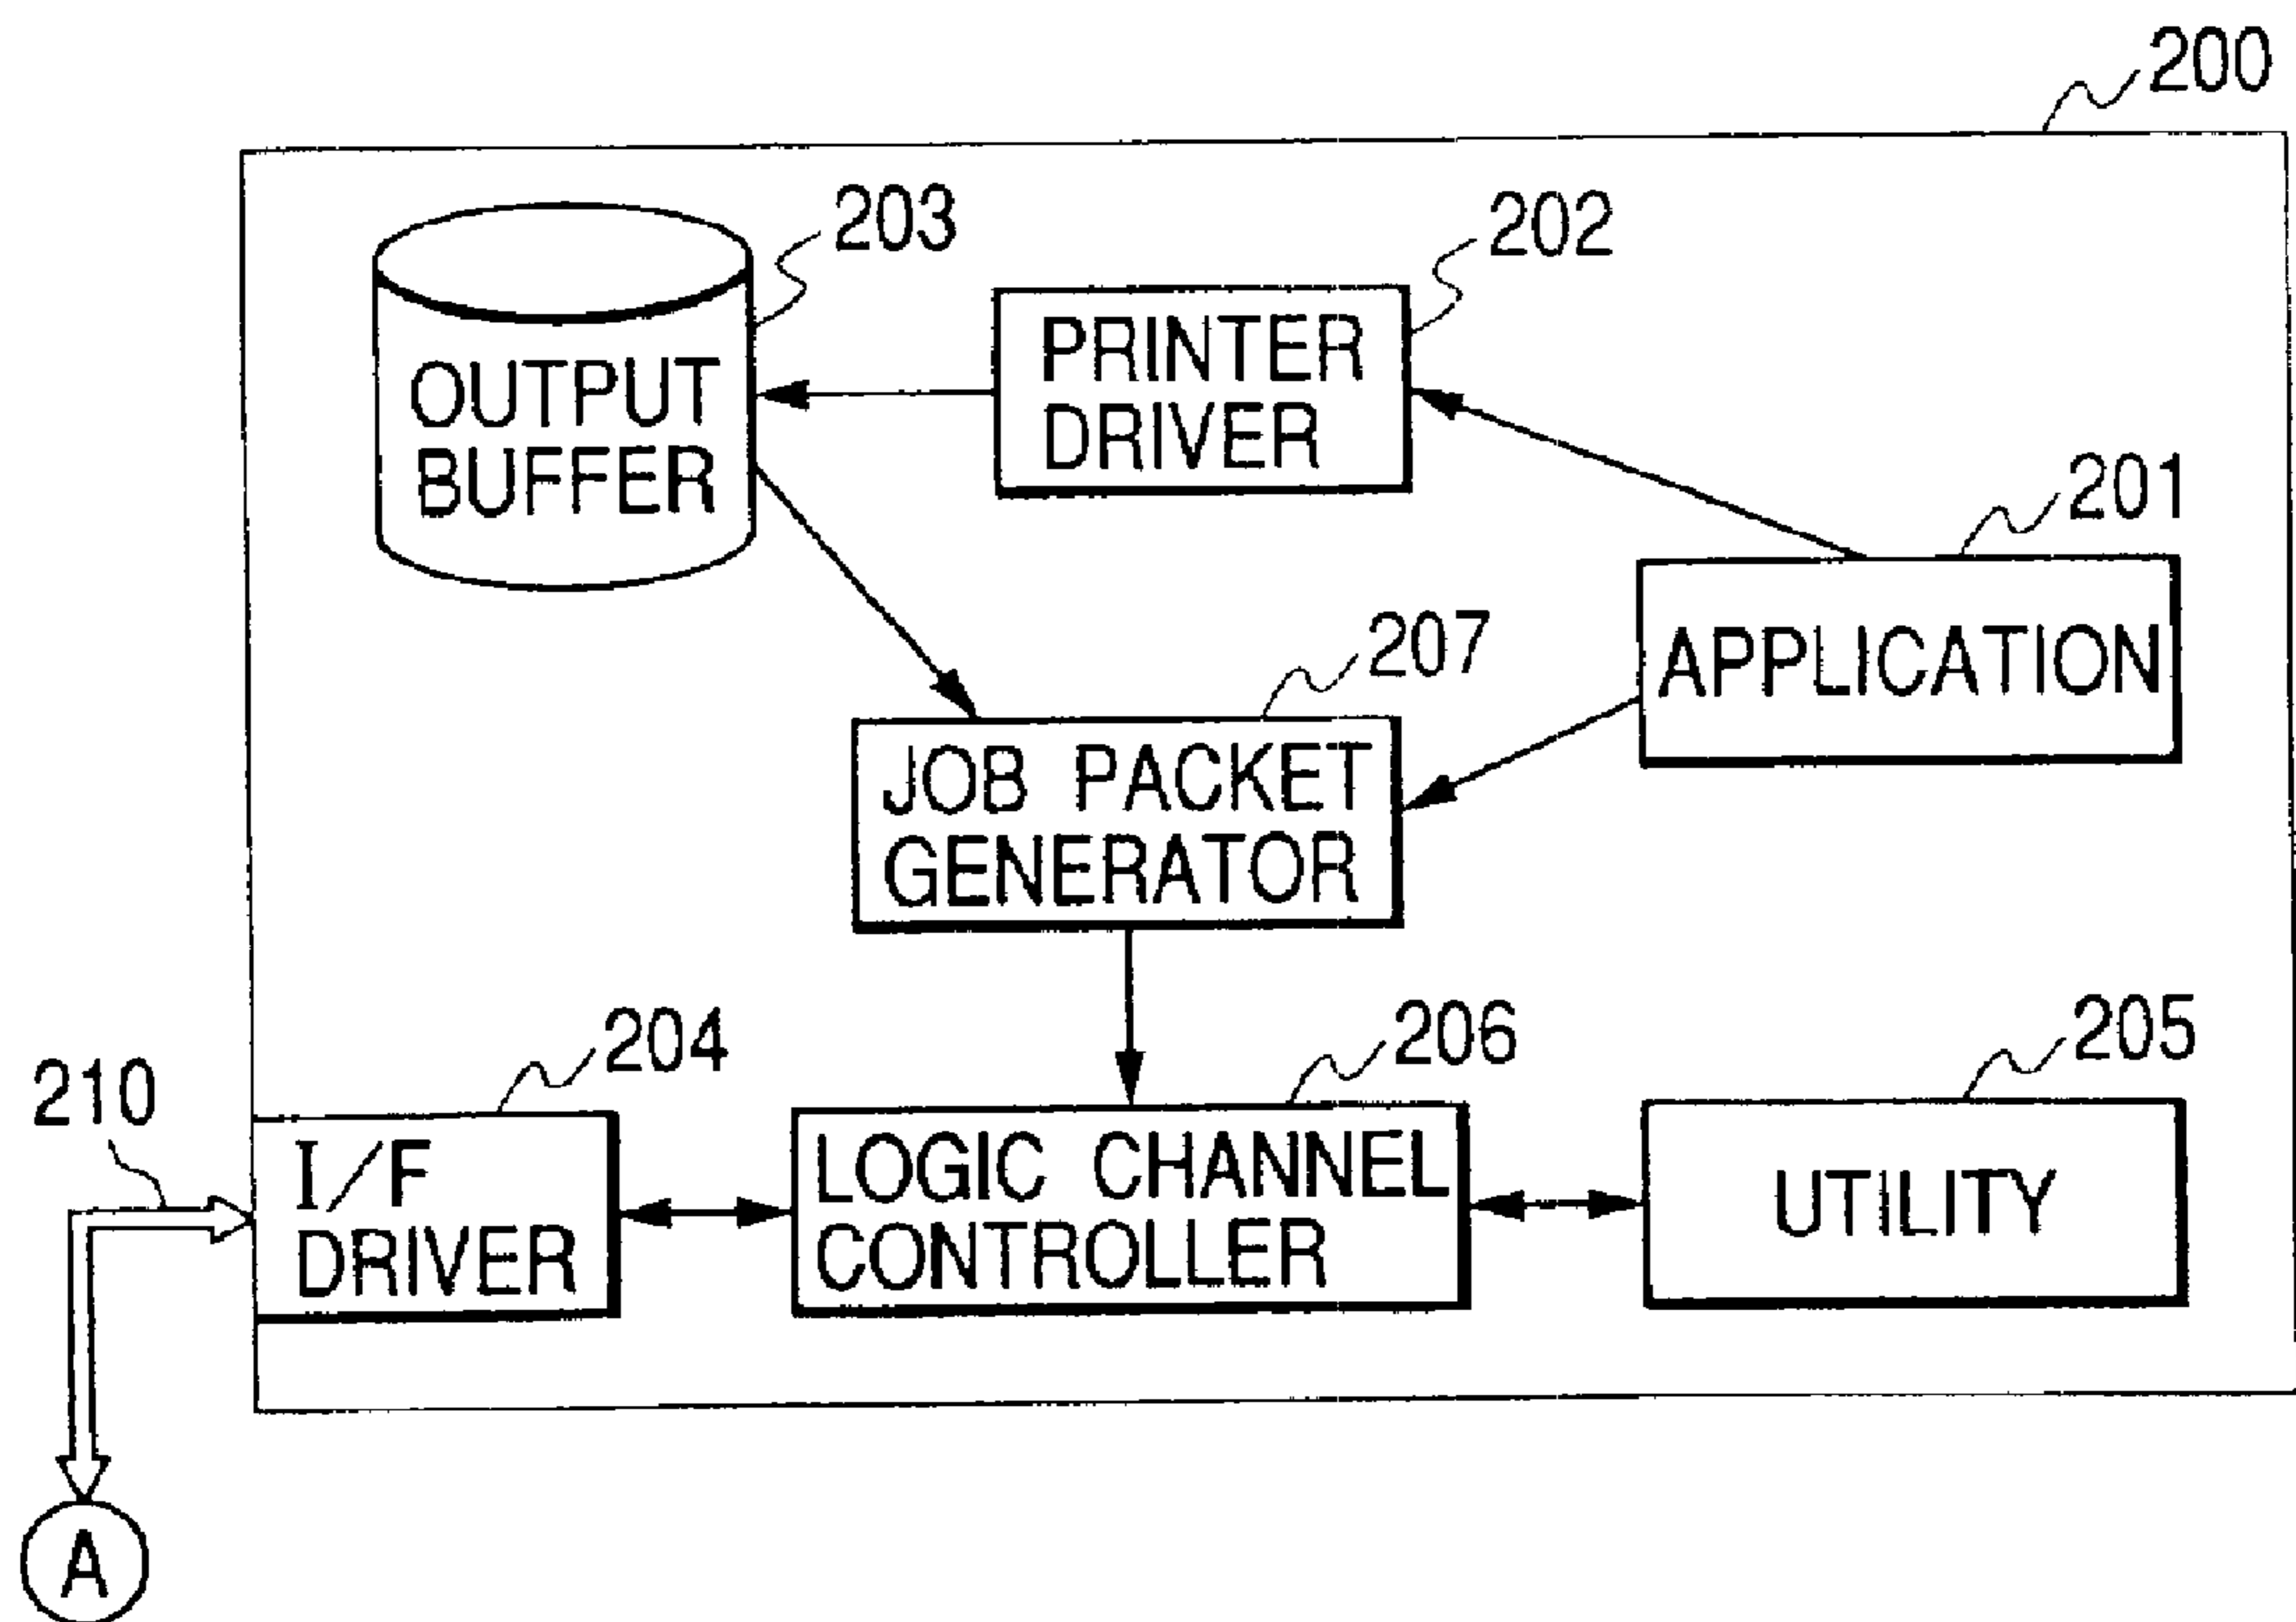 200
203
202
OUTPUT
BUFFER
PRINTER
DRIVER
201
APPLICATION
207
JOB PACKET
GENERATOR
204
206
205
210
I/F
DRIVER
LOGIC CHANNEL
CONTROLLER
UTILITY
A